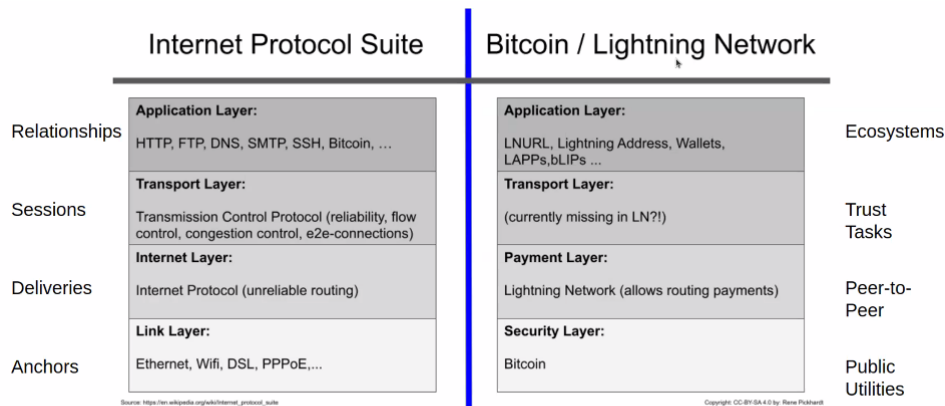 Internet Protocol Suite
Bitcoin / Lightning Network
Relationships
Application Layer:
HTTP, FTP, DNS, SMTP, SSH, Bitcoin, ...
Application Layer:
LNURL, Lightning Address, Wallets,
LAPPs,bLIPs ...
Ecosystems
Sessions
Transport Layer:
Transmission Control Protocol (reliability, flow
control, congestion control, e2e-connections)
Transport Layer:
(currently missing in LN?!)
Trust
Tasks
Deliveries
Internet Layer:
Internet Protocol (unreliable routing)
Payment Layer:
Lightning Network (allows routing payments)
Peer-to-
Peer
Anchors
Link Layer:
Ethernet, Wifi, DSL, PPPoE,...
Security Layer:
Bitcoin
Public
Utilities
Source: https://en.wikipedia.org/wiki/Internet_protocol_suite
Copyright: CC-BY-SA 4.0 by: Rene Pickhardt